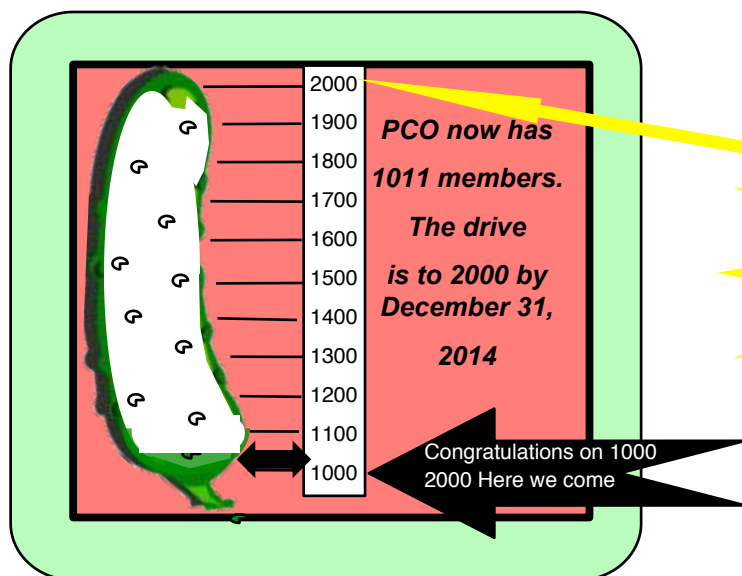 2000
1900
1800
1700
1600
1500
1400
1300
1200
1100
1000
PCO now has
1011 members.
The drive
is to 2000 by
December 31,
2014
Congratulations on 1000
2000 Here we come